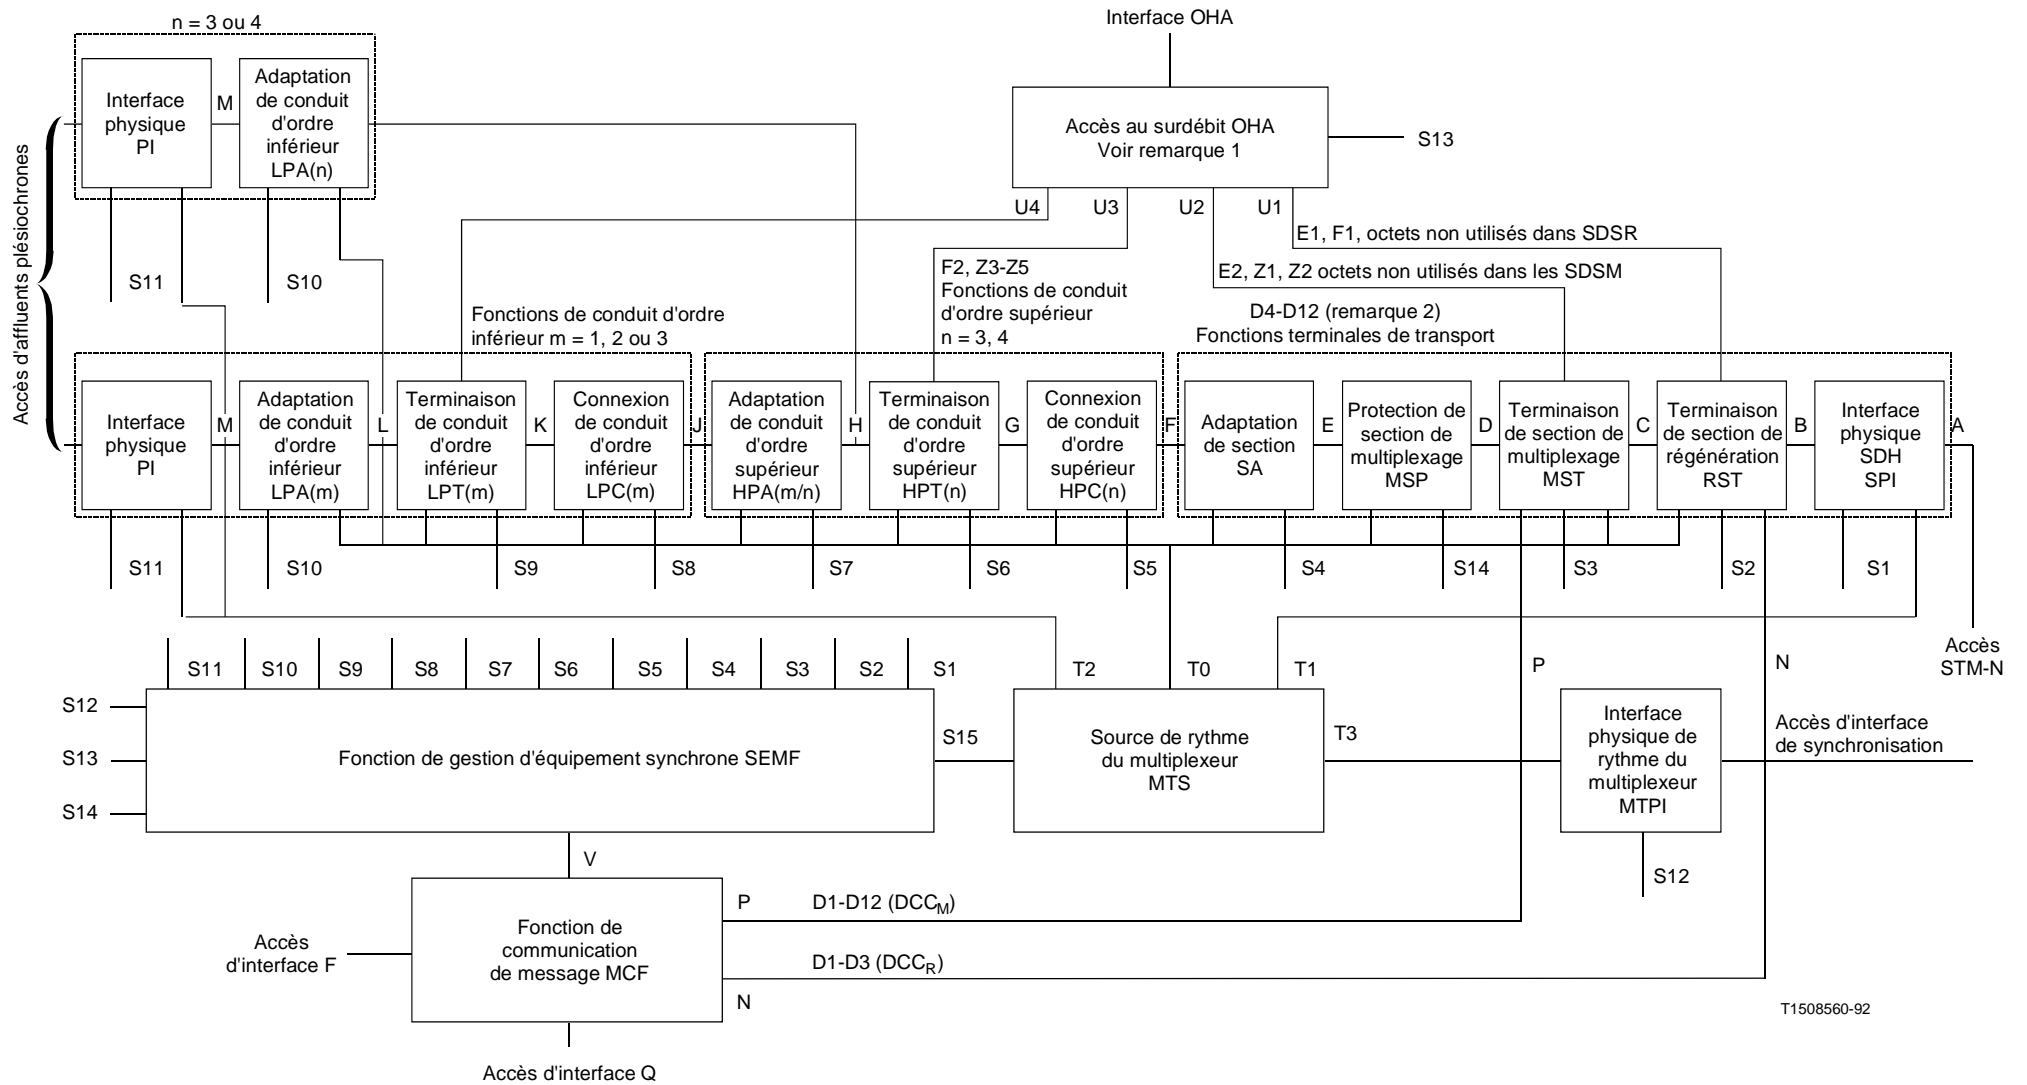 n = 3 ou 4
Interface OHA
Interface
physique
PI
M
Adaptation
de conduit
d'ordre
inférieur
LPA(n)
Accès au surdébit OHA
Voir remarque 1
S13
U4
U3
U2
U1
Accès d'affluents plésiochrones
S11
S10
E1, F1, octets non utilisés dans SDSR
E2, Z1, Z2 octets non utilisés dans les SDSM
F2, Z3-Z5
Fonctions de conduit
d'ordre supérieur
n = 3, 4
Fonctions de conduit d'ordre
inférieur m = 1, 2 ou 3
D4-D12 (remarque 2)
Fonctions terminales de transport
Interface
physique
PI
M
Adaptation
de conduit
d'ordre
inférieur
LPA(m)
L
Terminaison
de conduit
d'ordre
inférieur
LPT(m)
K
Connexion
de conduit
d'ordre
inférieur
LPC(m)
J
Adaptation
de conduit
d'ordre
supérieur
HPA(m/n)
H
Terminaison
de conduit
d'ordre
supérieur
HPT(n)
G
Connexion
de conduit
d'ordre
supérieur
HPC(n)
F
Adaptation
de section
SA
E
Protection de
section de
multiplexage
MSP
D
Terminaison
de section de
multiplexage
MST
C
Terminaison
de section de
régénération
RST
B
Interface
physique
SDH
SPI
A
S11
S10
S9
S8
S7
S6
S5
S4
S14
S3
S2
S1
S11
S10
S9
S8
S7
S6
S5
S4
S3
S2
S1
T2
T0
T1
P
N
Accès
STM-N
S12
S13
S14
Fonction de gestion d'équipement synchrone SEMF
S15
Source de rythme
du multiplexeur
MTS
T3
Interface
physique de
rythme du
multiplexeur
MTPI
Accès d'interface
de synchronisation
S12
V
Fonction de
communication
de message MCF
Accès
d'interface F
P
D1-D12 (DCCM)
D1-D3 (DCCR)
N
Accès d'interface Q
T1508560-92